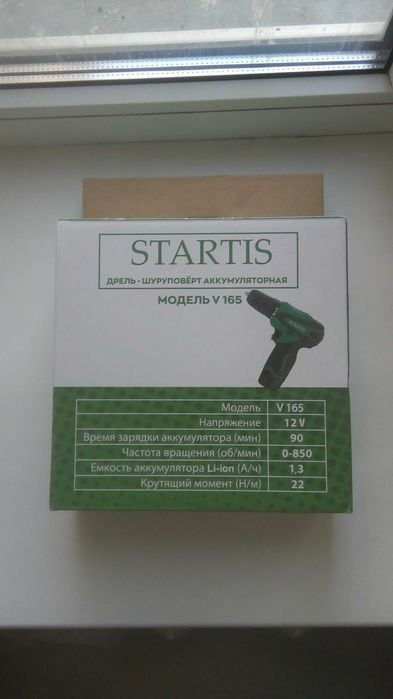 STARTIS
ДРЕЛЬ-ШУРУПОВЁРТ АККУМУЛЯТОРНАЯ
МОДЕЛЬ V 165
STARTIS
Модель V 165
Напряжение 12 V
Время зарядки аккумулятора (мин) 90
Частота вращения (об/мин) 0-850
Емкость аккумулятора Li-ion (А/ч) 1,3
Крутящий момент (Н/м) 22